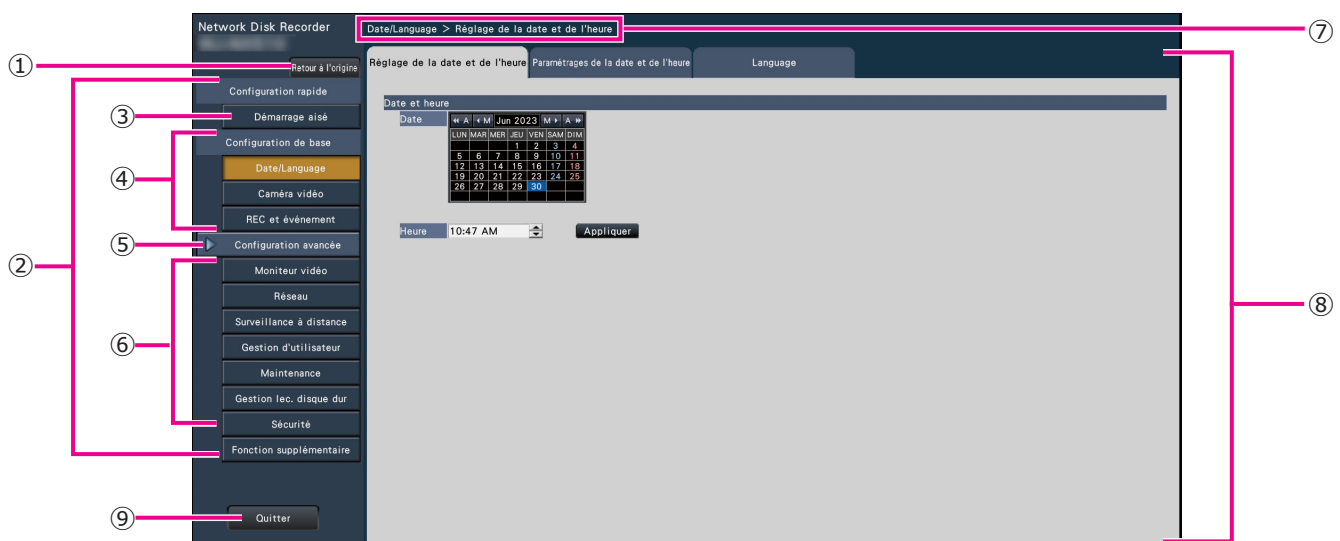 Network Disk Recorder
Date/Language > Réglage de la date et de l'heure
⑦
①
Retour à l'origine
Réglage de la date et de l'heure
Paramétrages de la date et de l'heure
Language
⑧
②
Configuration rapide
③
Démarrage aisé
④
Configuration de base
Date/Language
Caméra vidéo
REC et événement
⑤
Configuration avancée
⑥
Moniteur vidéo
Réseau
Surveillance à distance
Gestion d'utilisateur
Maintenance
Gestion lec. disque dur
Sécurité
Fonction supplémentaire
⑨
Quitter
Date et heure
Date
A M Jun 2023 M A
LUN MAR MER JEU VEN SAM DIM
1 2 3 4
5 6 7 8 9 10 11
12 13 14 15 16 17 18
19 20 21 22 23 24 25
26 27 28 29 30
Heure 10:47 AM Appliquer